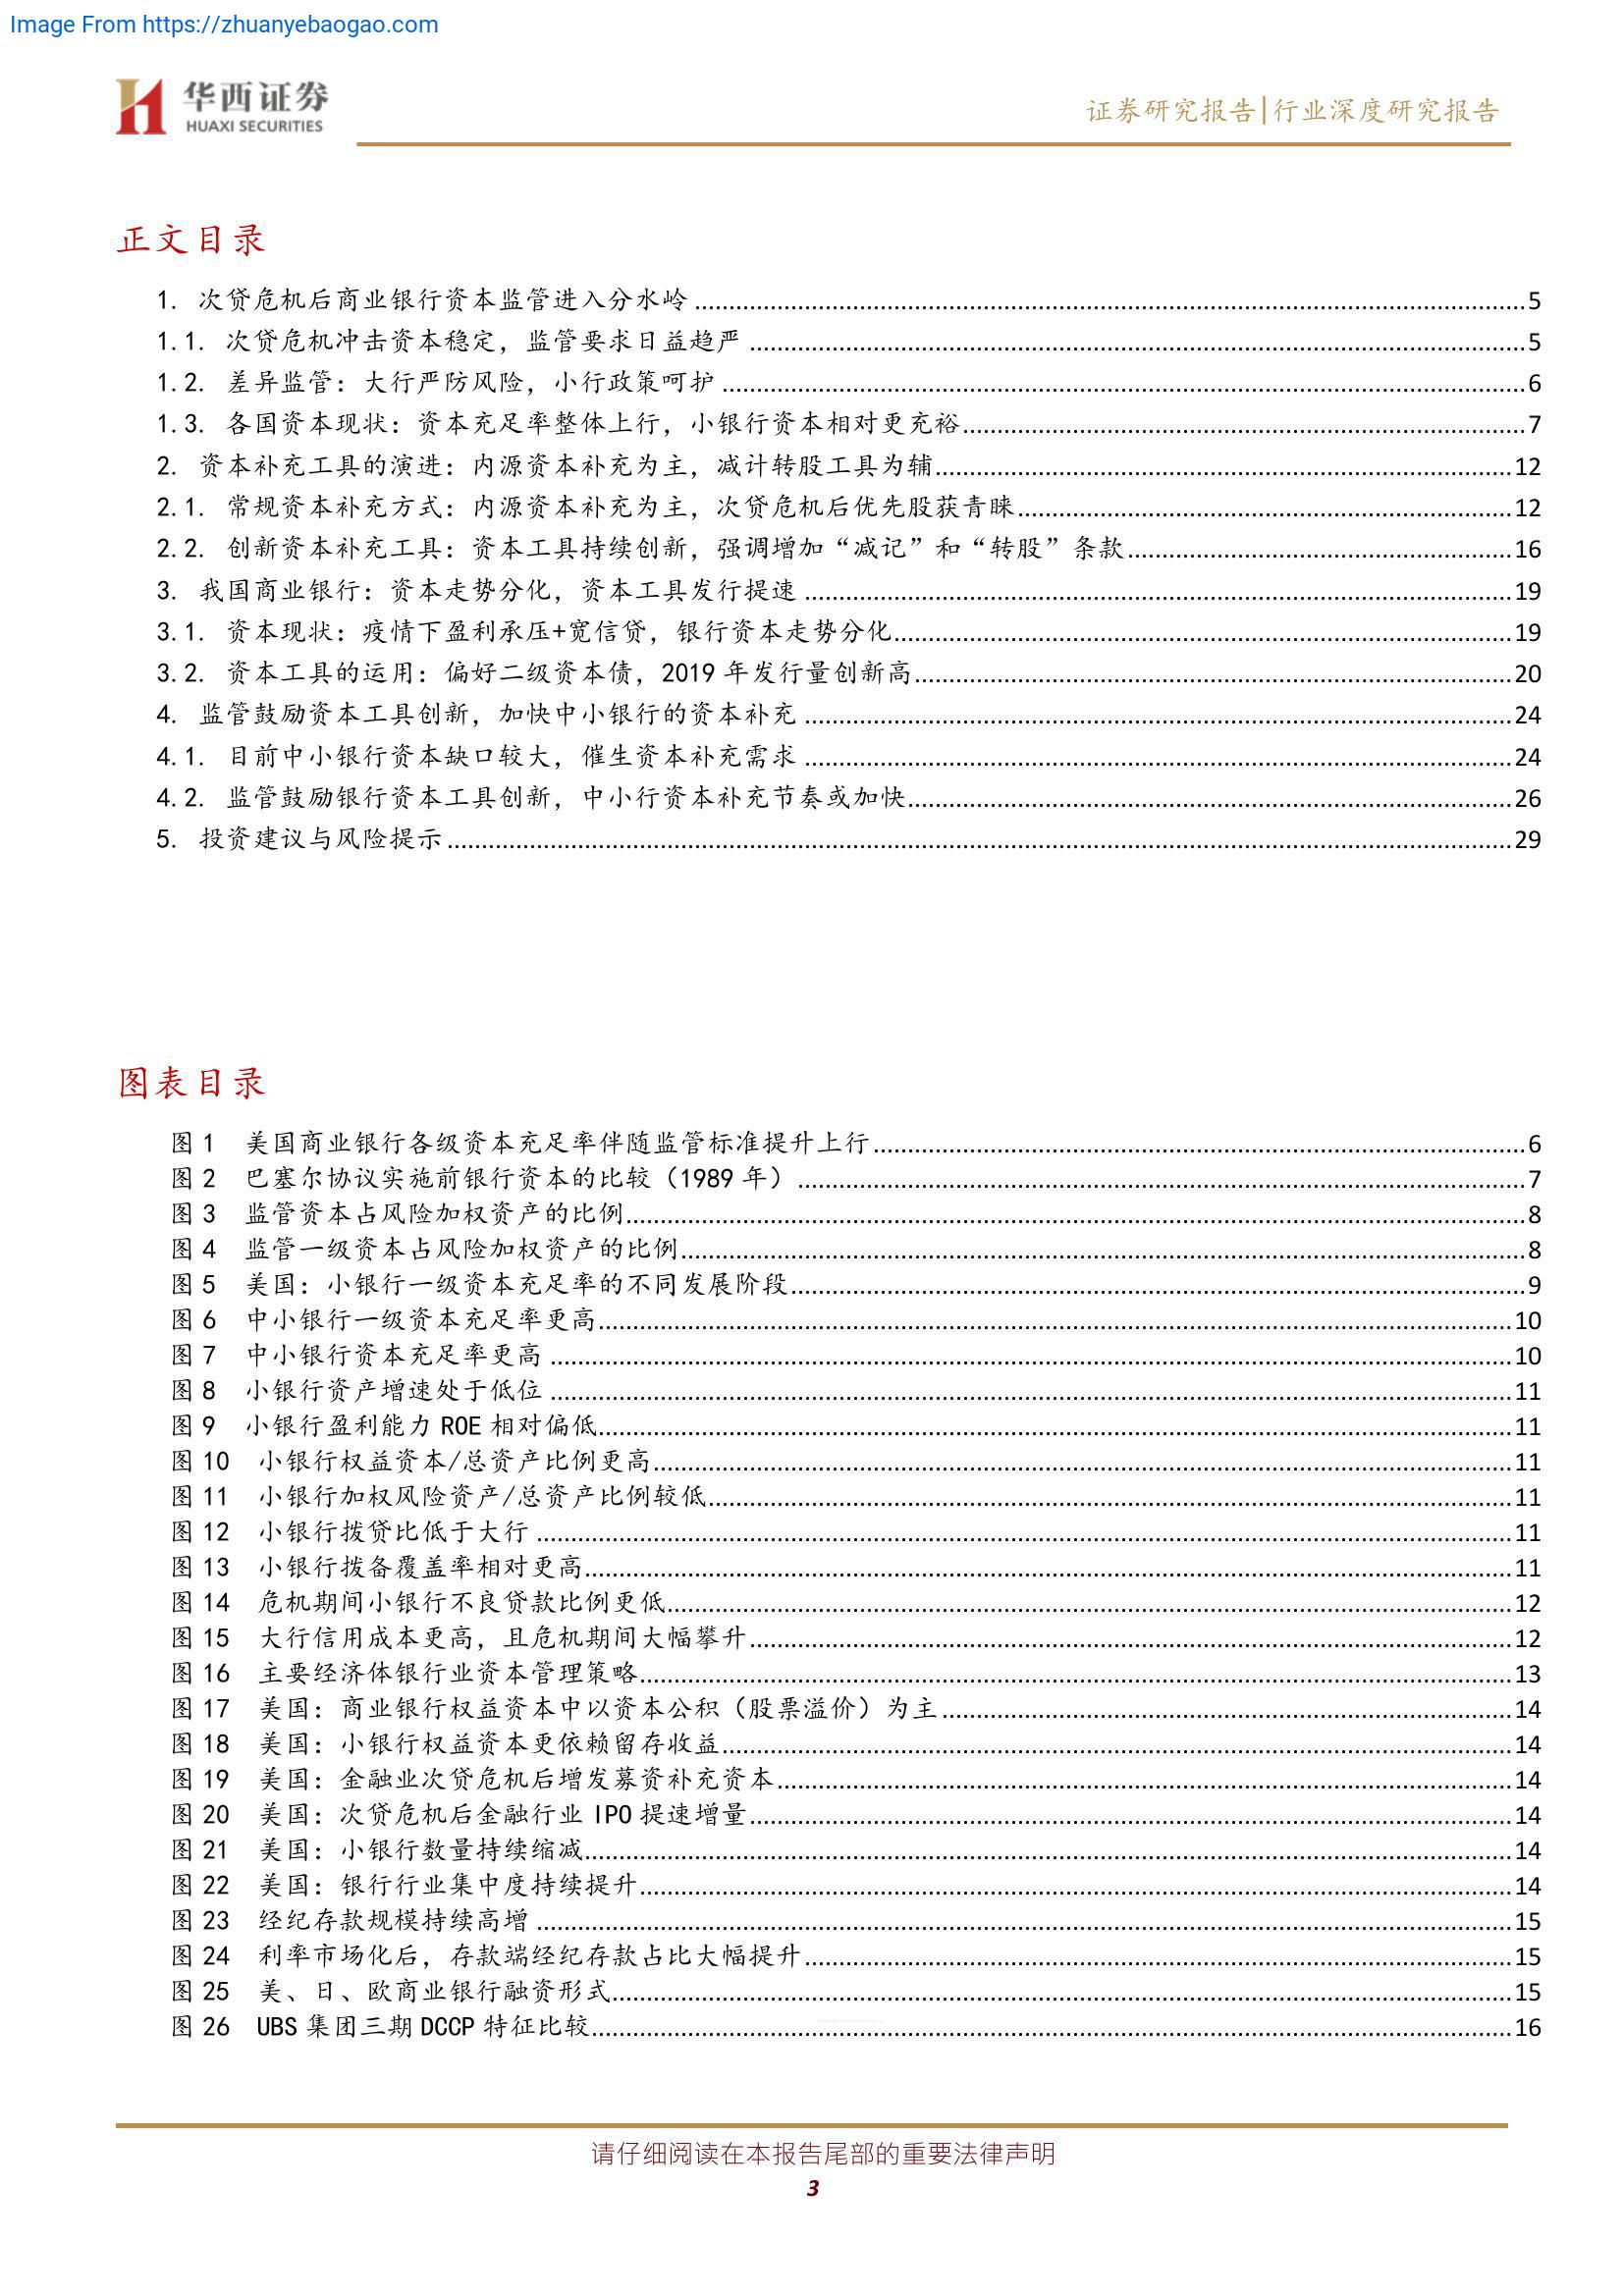 Image From https://zhuanyebaogao.com
华西证券
HUAXI SECURITIES
证券研究报告|行业深度研究报告
正文目录
1. 次贷危机后商业银行资本监管进入分水岭 5
1.1. 次贷危机冲击资本稳定，监管要求日益趋严 5
1.2. 差异监管：大行严防风险，小行政策呵护 6
1.3. 各国资本现状：资本充足率整体上行，小银行资本相对更充裕 7
2. 资本补充工具的演进：内源资本补充为主，减计转股工具为辅 12
2.1. 常规资本补充方式：内源资本补充为主，次贷危机后优先股获青睐 12
2.2. 创新资本补充工具：资本工具持续创新，强调增加“减记”和“转股”条款 16
3. 我国商业银行：资本走势分化，资本工具发行提速 19
3.1. 资本现状：疫情下盈利承压+宽信贷，银行资本走势分化 19
3.2. 资本工具的运用：偏好二级资本债，2019 年发行量创新高 20
4. 监管鼓励资本工具创新，加快中小银行的资本补充 24
4.1. 目前中小银行资本缺口较大，催生资本补充需求 24
4.2. 监管鼓励银行资本工具创新，中小行资本补充节奏或加快 26
5. 投资建议与风险提示 29
图表目录
图 1 美国商业银行各级资本充足率伴随监管标准提升上行 6
图 2 巴塞尔协议实施前银行资本的比较（1989 年） 7
图 3 监管资本占风险加权资产的比例 8
图 4 监管一级资本占风险加权资产的比例 8
图 5 美国：小银行一级资本充足率的不同发展阶段 9
图 6 中小银行一级资本充足率更高 10
图 7 中小银行资本充足率更高 10
图 8 小银行资产增速处于低位 11
图 9 小银行盈利能力 ROE 相对偏低 11
图 10 小银行权益资本/总资产比例更高 11
图 11 小银行加权风险资产/总资产比例较低 11
图 12 小银行拨贷比低于大行 11
图 13 小银行拨备覆盖率相对更高 11
图 14 危机期间小银行不良贷款比例更低 12
图 15 大行信用成本更高，且危机期间大幅攀升 12
图 16 主要经济体银行业资本管理策略 13
图 17 美国：商业银行权益资本中以资本公积（股票溢价）为主 14
图 18 美国：小银行权益资本更依赖留存收益 14
图 19 美国：金融业次贷危机后增发募资补充资本 14
图 20 美国：次贷危机后金融行业 IPO 提速增量 14
图 21 美国：小银行数量持续缩减 14
图 22 美国：银行行业集中度持续提升 14
图 23 经纪存款规模持续高增 15
图 24 利率市场化后，存款端经纪存款占比大幅提升 15
图 25 美、日、欧商业银行融资形式 15
图 26 UBS 集团三期 DCCP 特征比较 16
请仔细阅读在本报告尾部的重要法律声明
3